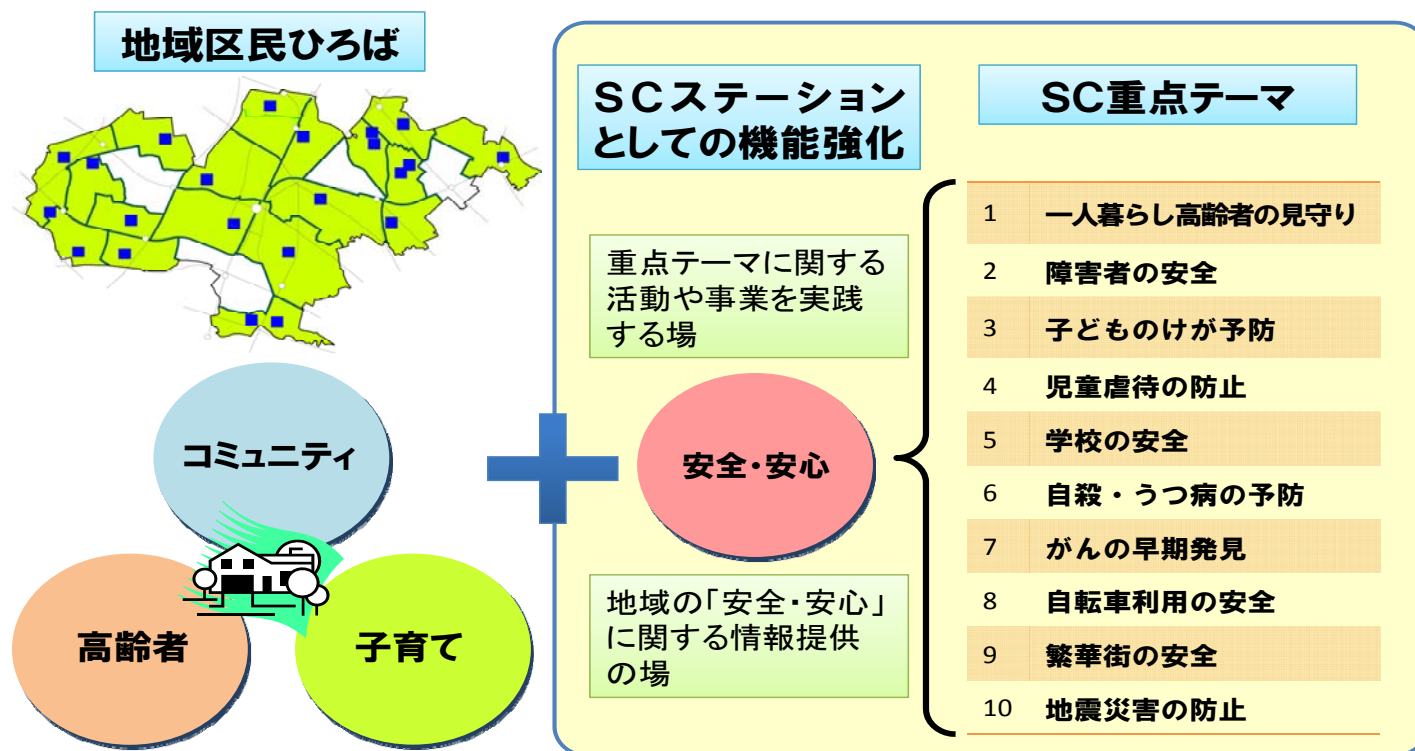 地域区民ひろば
コミュニティ
高齢者
子育て
SCステーション
としての機能強化
重点テーマに関する
活動や事業を実践
する場
安全・安心
地域の「安全・安心」
に関する情報提供
の場
SC重点テーマ
1 一人暮らし高齢者の見守り
2 障害者の安全
3 子どものけが予防
4 児童虐待の防止
5 学校の安全
6 自殺・うつ病の予防
7 がんの早期発見
8 自転車利用の安全
9 繁華街の安全
10 地震災害の防止